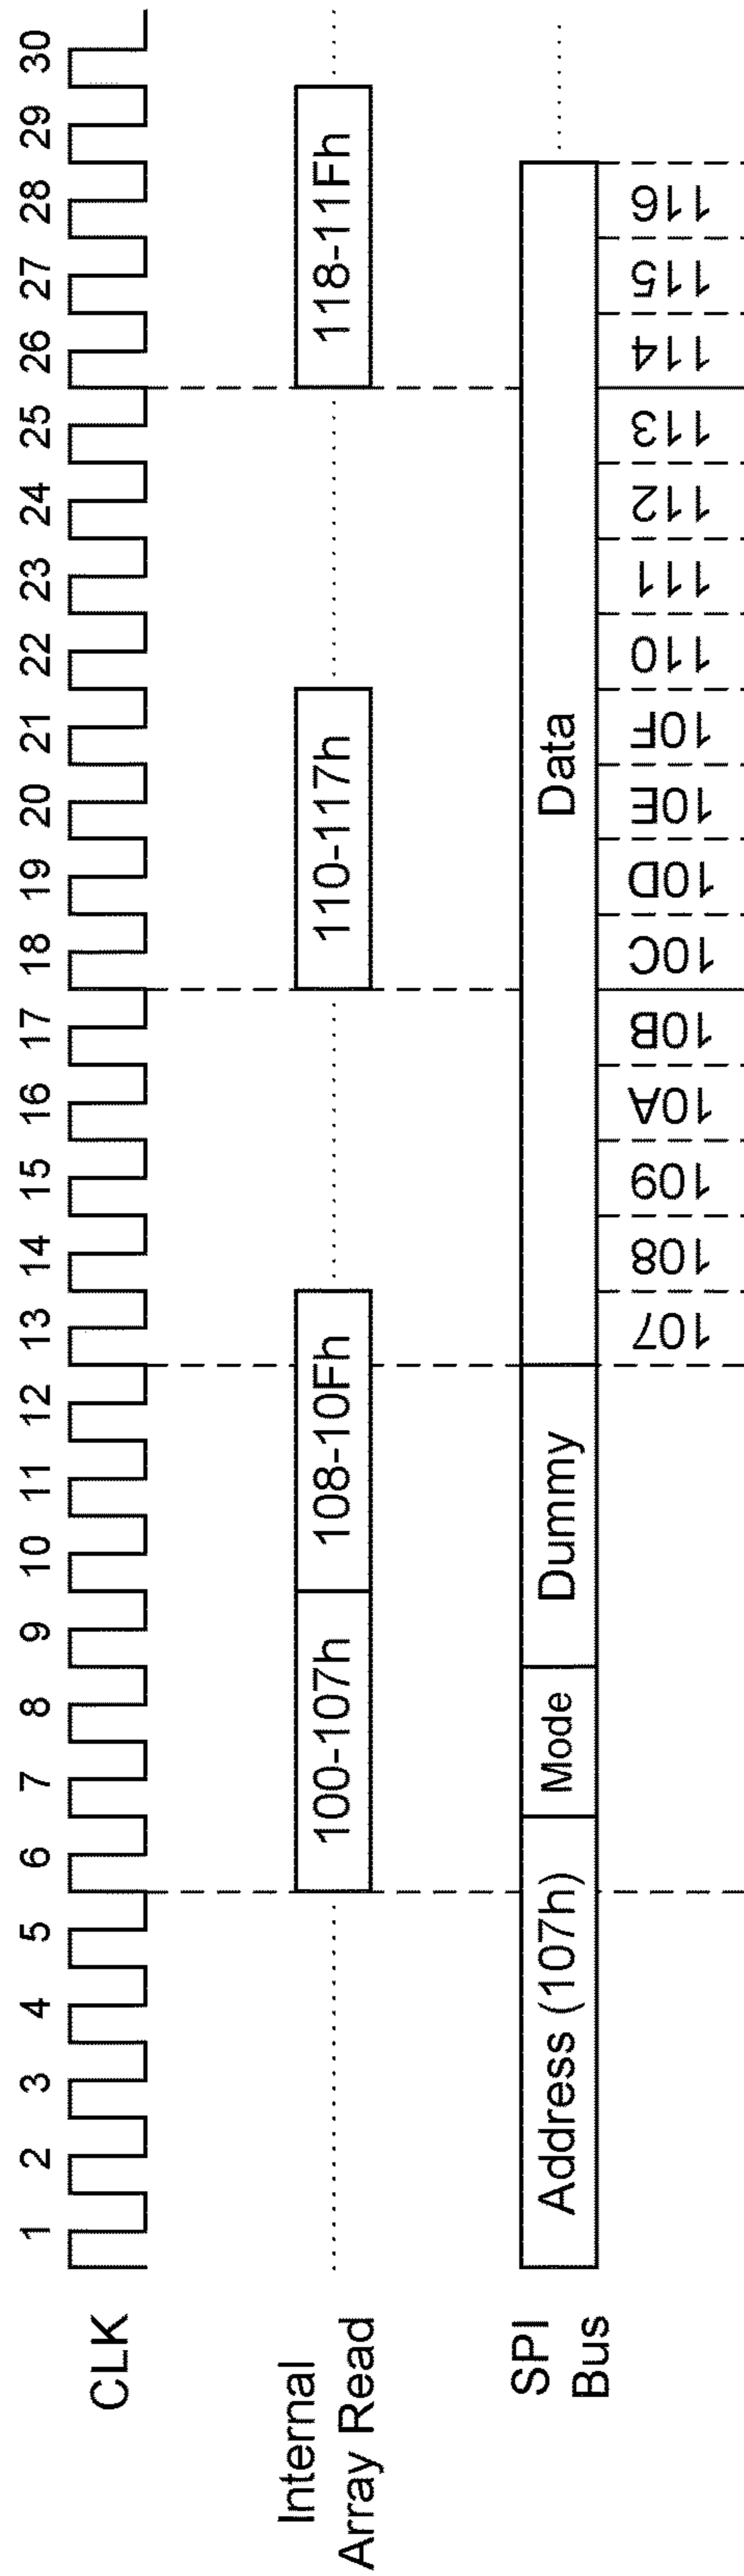 CLK
1 2 3 4 5 6 7 8 9 10 11 12 13 14 15 16 17 18 19 20 21 22 23 24 25 26 27 28 29 30
Internal
Array Read
100-107h 108-10Fh 110-117h 118-11Fh
SPI
Bus
Address (107h) Mode Dummy Data
107 108 109 10A 10B 10C 10D 10E 10F 110 111 112 113 114 115 116